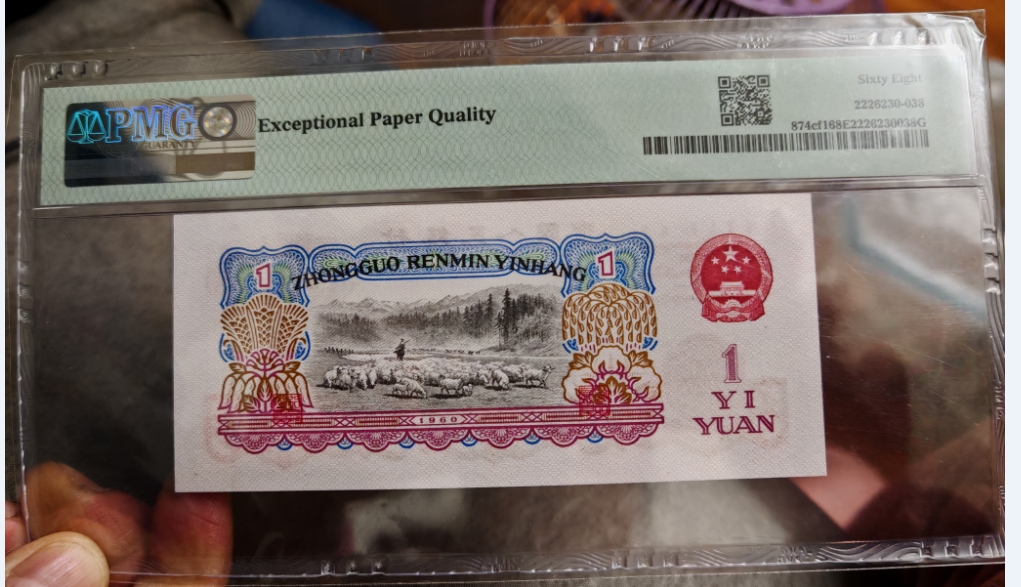 PMG
GUARANTY
Exceptional Paper Quality
Sixty Eight
2226230-038
874cf168E2226230038G
1
ZHONGGUO RENMIN YINHANG
1
1960
1
YI
YUAN